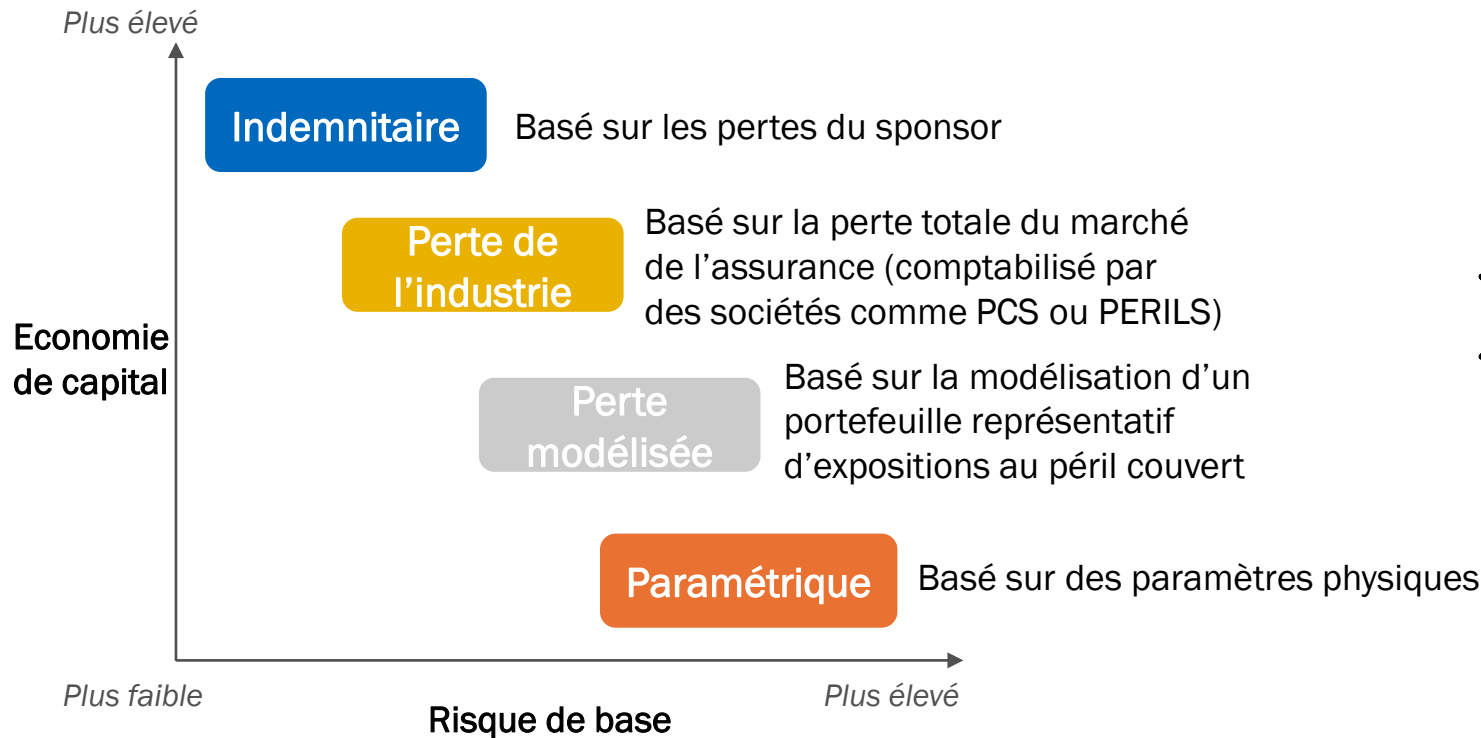 Plus élevé
Indemnitaire
Basé sur les pertes du sponsor
Perte de
l’industrie
Basé sur la perte totale du marché
de l’assurance (comptabilisé par
des sociétés comme PCS ou PERILS)
Economie
de capital
Perte
modélisée
Basé sur la modélisation d’un
portefeuille représentatif
d’expositions au péril couvert
Paramétrique
Basé sur des paramètres physiques
Plus faible
Plus élevé
Risque de base